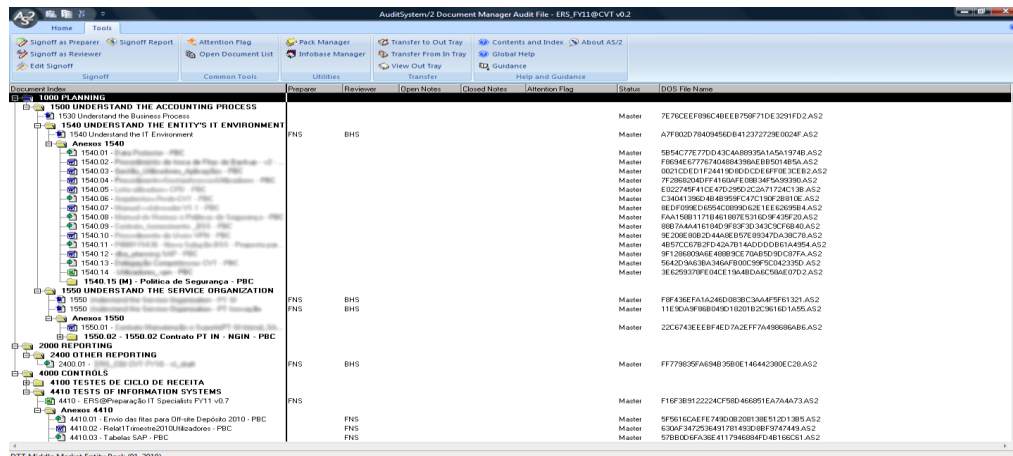 AuditSystem/2 Document Manager Audit File - ERS_FY11@CVT v0.2
Home Tools
Signoff as Preparer Signoff Report Attention Flag Pack Manager Transfer to Out Tray Contents and Index About AS/2
Signoff as Reviewer Open Document List Infobase Manager Transfer From In Tray Global Help
Edit Signoff View Out Tray Guidance
Signoff Common Tools Utilities Transfer Help and Guidance
Document Index Preparer Reviewer Open Notes Closed Notes Attention Flag Status DOS File Name
1000 PLANNING
1500 UNDERSTAND THE ACCOUNTING PROCESS
1530 Understand the Business Process Master 7E76CEEF896C4BEEB758F71DE3291FD2.AS2
1540 UNDERSTAND THE ENTITY'S IT ENVIRONMENT
1540 Understand the IT Environment FNS BHS Master A7F802D78409456DB412372729E0024F.AS2
Anexos 1540
1540.01 - Master 5B54C77E77DD43C4A88935A1A5A1974B.AS2
1540.02 - Master F8694E677767404884398AEBB5014B5A.AS2
1540.03 - Master 0021CDED1F24419D8DDCDE6FF0E3CEB2.AS2
1540.04 - Master 7F2868204DFF4160AFE08B34F5A99390.AS2
1540.05 - Master E022745F41CE47D295D2C2A71724C13B.AS2
1540.06 - Master C34041396D4B4B959FC47C190F2B810E.AS2
1540.07 - Master 8EDF099ED6554C0899D62E1EE62695B4.AS2
1540.08 - Master FAA158B1171B461887E5316D9F435F20.AS2
1540.09 - Master 88B7A4A416184D9F83F3D343C9CF6B40.AS2
1540.10 - Master 9E208E80B2D44A8EB57E89347DA38C78.AS2
1540.11 - Master 4B57CC67B2FD42A7B14ADDDDB61A4954.AS2
1540.12 - Master 9F1286809A6E488B9CE70AB5D9DC87FA.AS2
1540.13 - Master 5642D9A63BA346AFB00C99F5C042335D.AS2
1540.14 Master 3E6259378FE04CE19A4BDA6C58AE07D2.AS2
1540.15 (M) - Política de Segurança - PBC
1550 UNDERSTAND THE SERVICE ORGANIZATION
1550 FNS BHS Master F8F436EFA1A246D083BC3AA4F5F61321.AS2
1550 FNS BHS Master 11E9DA9F86B049D18201B2C9616D1A55.AS2
Anexos 1550
1550.01 - Master 22C6743EEEBF4ED7A2EFF7A498686AB6.AS2
1550.02 - 1550.02 Contrato PT IN - NGIN - PBC
2000 REPORTING
2400 OTHER REPORTING
2400.01 - FNS BHS Master FF779835FA694B35B0E146442380EC28.AS2
4000 CONTROLS
4100 TESTES DE CICLO DE RECEITA
4410 TESTS OF INFORMATION SYSTEMS
4410 - ERS@Preparação IT Specialists FY11 v0.7 FNS Master F16F3B9122224CF58D466851EA7A4A73.AS2
Anexos 4410
4410.01 - Envio das fitas para Off-site Depósito 2010 - PBC FNS Master 5F5616CAEFE749D0B208138E512D13B5.AS2
4410.02 - Relat1Trimestre2010Utilizadores - PBC FNS Master 630AF3472536491781493D8BF9747449.AS2
4410.03 - Tabelas SAP - PBC FNS Master 57BB0D6FA36E4117946884FD4B166C61.AS2